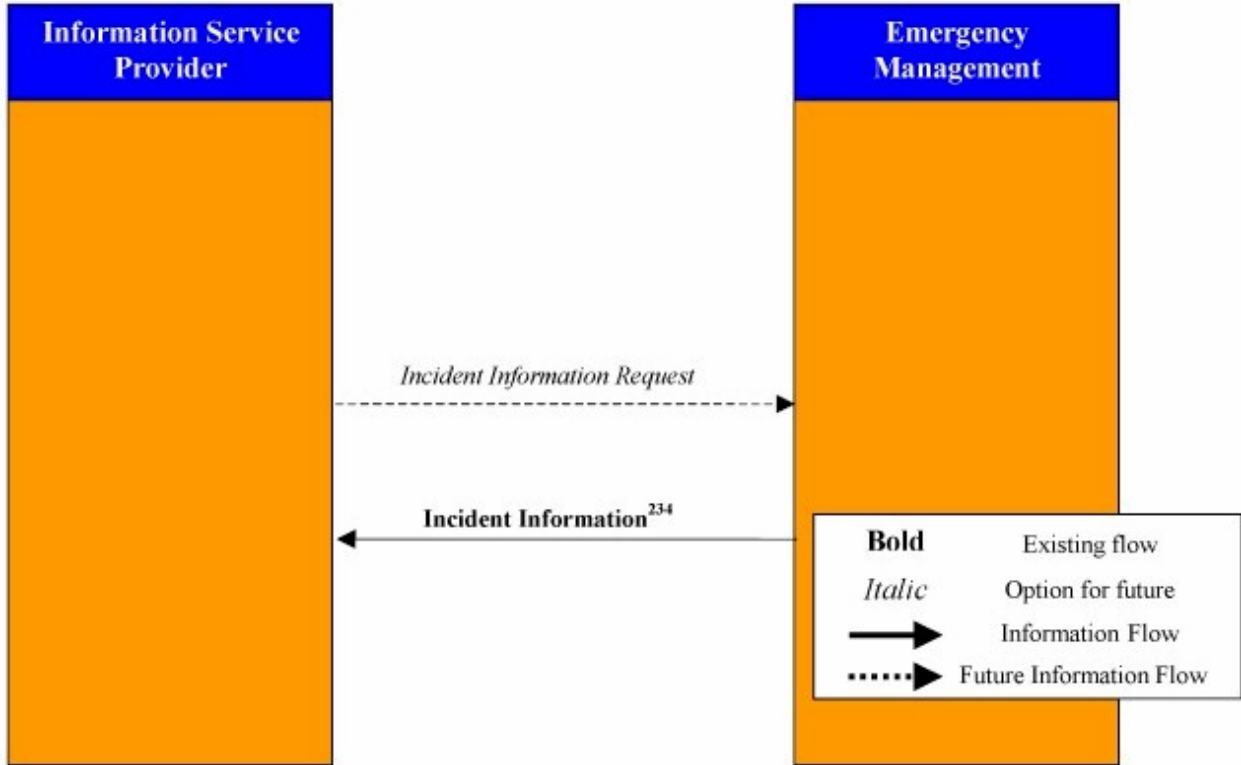 Information Service
Provider
Emergency
Management
Incident Information Request
Incident Information²³⁴
Bold Existing flow
Italic Option for future
Information Flow
Future Information Flow